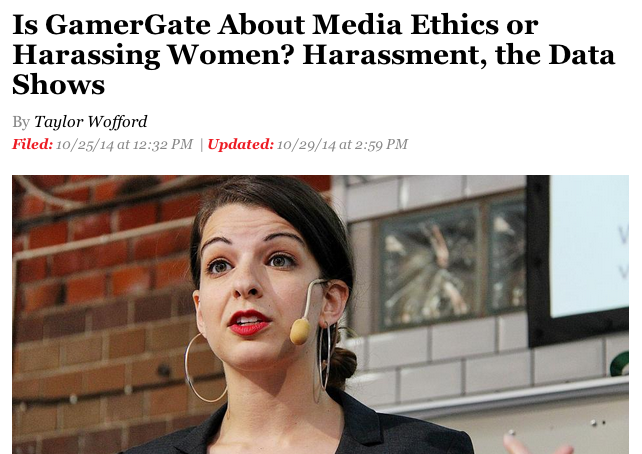 Is GamerGate About Media Ethics or
Harassing Women? Harassment, the Data
Shows
By Taylor Wofford
Filed: 10/25/14 at 12:32 PM | Updated: 10/29/14 at 2:59 PM